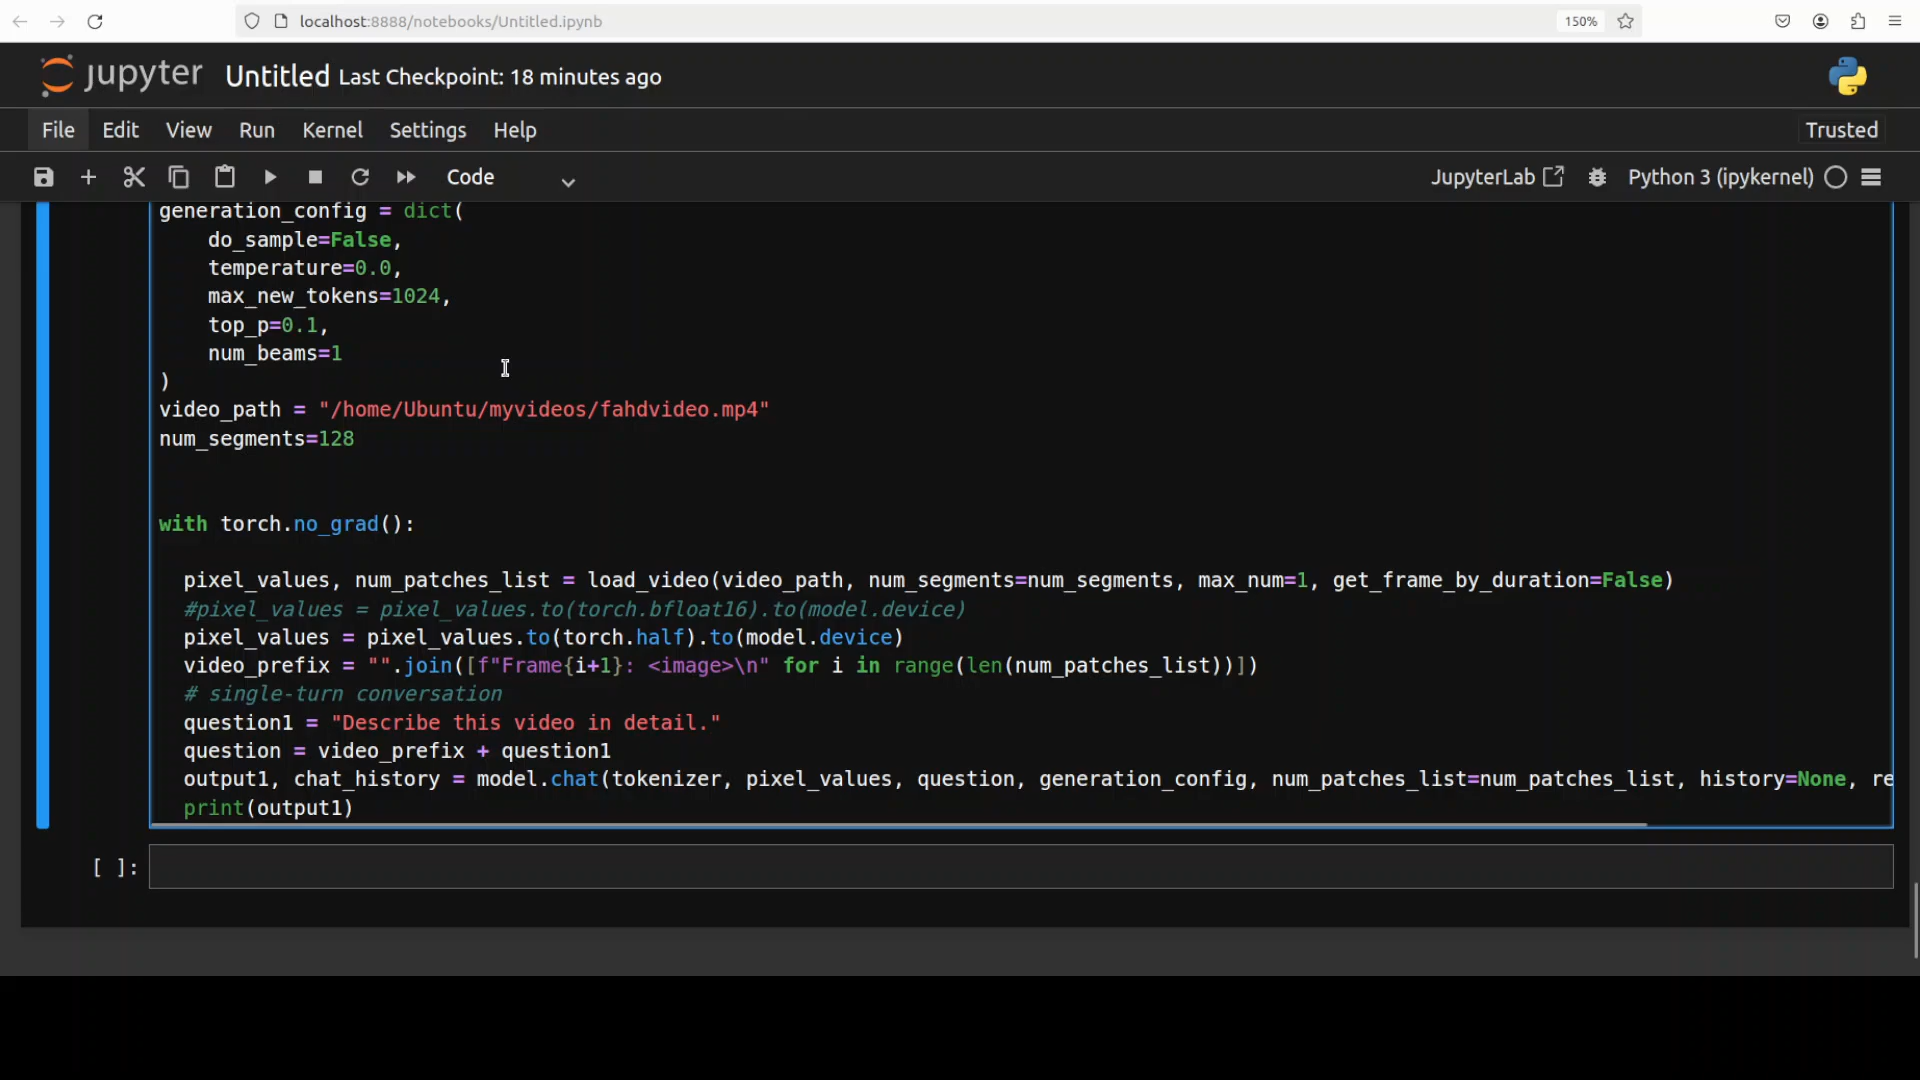 localhost:8888/notebooks/Untitled.ipynb
150%
jupyter
Untitled Last Checkpoint: 18 minutes ago
File Edit View Run Kernel Settings Help
Trusted
Code
JupyterLab
Python 3 (ipykernel)
generation_config = dict(
    do_sample=False,
    temperature=0.0,
    max_new_tokens=1024,
    top_p=0.1,
    num_beams=1
)
video_path = "/home/Ubuntu/myvideos/fahdvideo.mp4"
num_segments=128
with torch.no_grad():
  pixel_values, num_patches_list = load_video(video_path, num_segments=num_segments, max_num=1, get_frame_by_duration=False)
  #pixel_values = pixel_values.to(torch.bfloat16).to(model.device)
  pixel_values = pixel_values.to(torch.half).to(model.device)
  video_prefix = "".join([f"Frame{i+1}: <image>\n" for i in range(len(num_patches_list))])
  # single-turn conversation
  question1 = "Describe this video in detail."
  question = video_prefix + question1
  output1, chat_history = model.chat(tokenizer, pixel_values, question, generation_config, num_patches_list=num_patches_list, history=None, re
  print(output1)
[ ]: